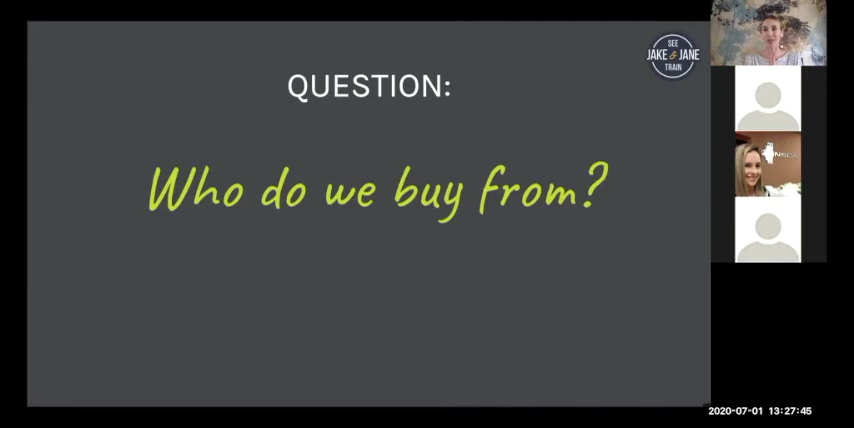 SEE
JAKE & JANE
TRAIN
QUESTION:
Who do we buy from?
2020-07-01 13:27:45